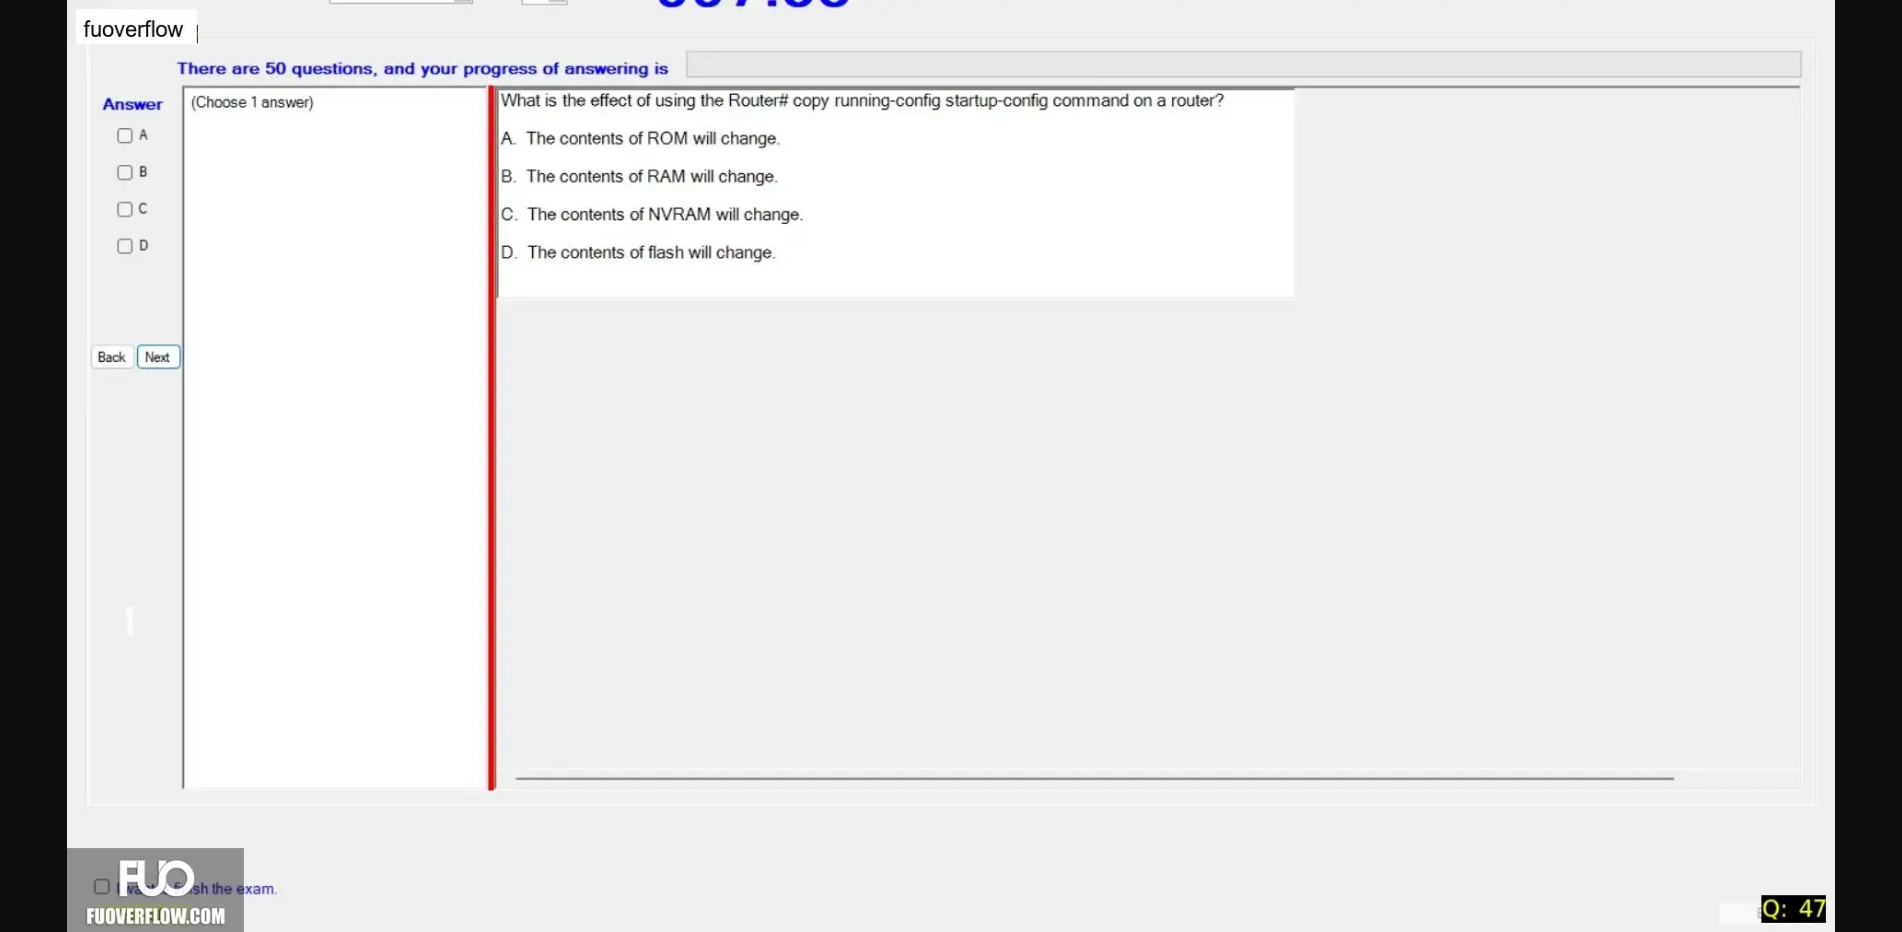 fuoverflow
There are 50 questions, and your progress of answering is
Answer
(Choose 1 answer)
What is the effect of using the Router# copy running-config startup-config command on a router?
A
A. The contents of ROM will change.
B
B. The contents of RAM will change.
C
C. The contents of NVRAM will change.
D
D. The contents of flash will change.
Back Next
FUO
the exam.
FUOVERFLOW.COM
Q: 47